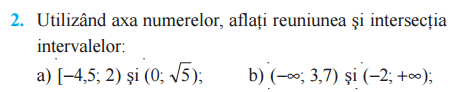 2. Utilizând axa numerelor, aflați reuniunea și intersecția
intervalelor:
a) [−4,5; 2) și (0; √5); b) (−∞; 3,7) și (−2; +∞);